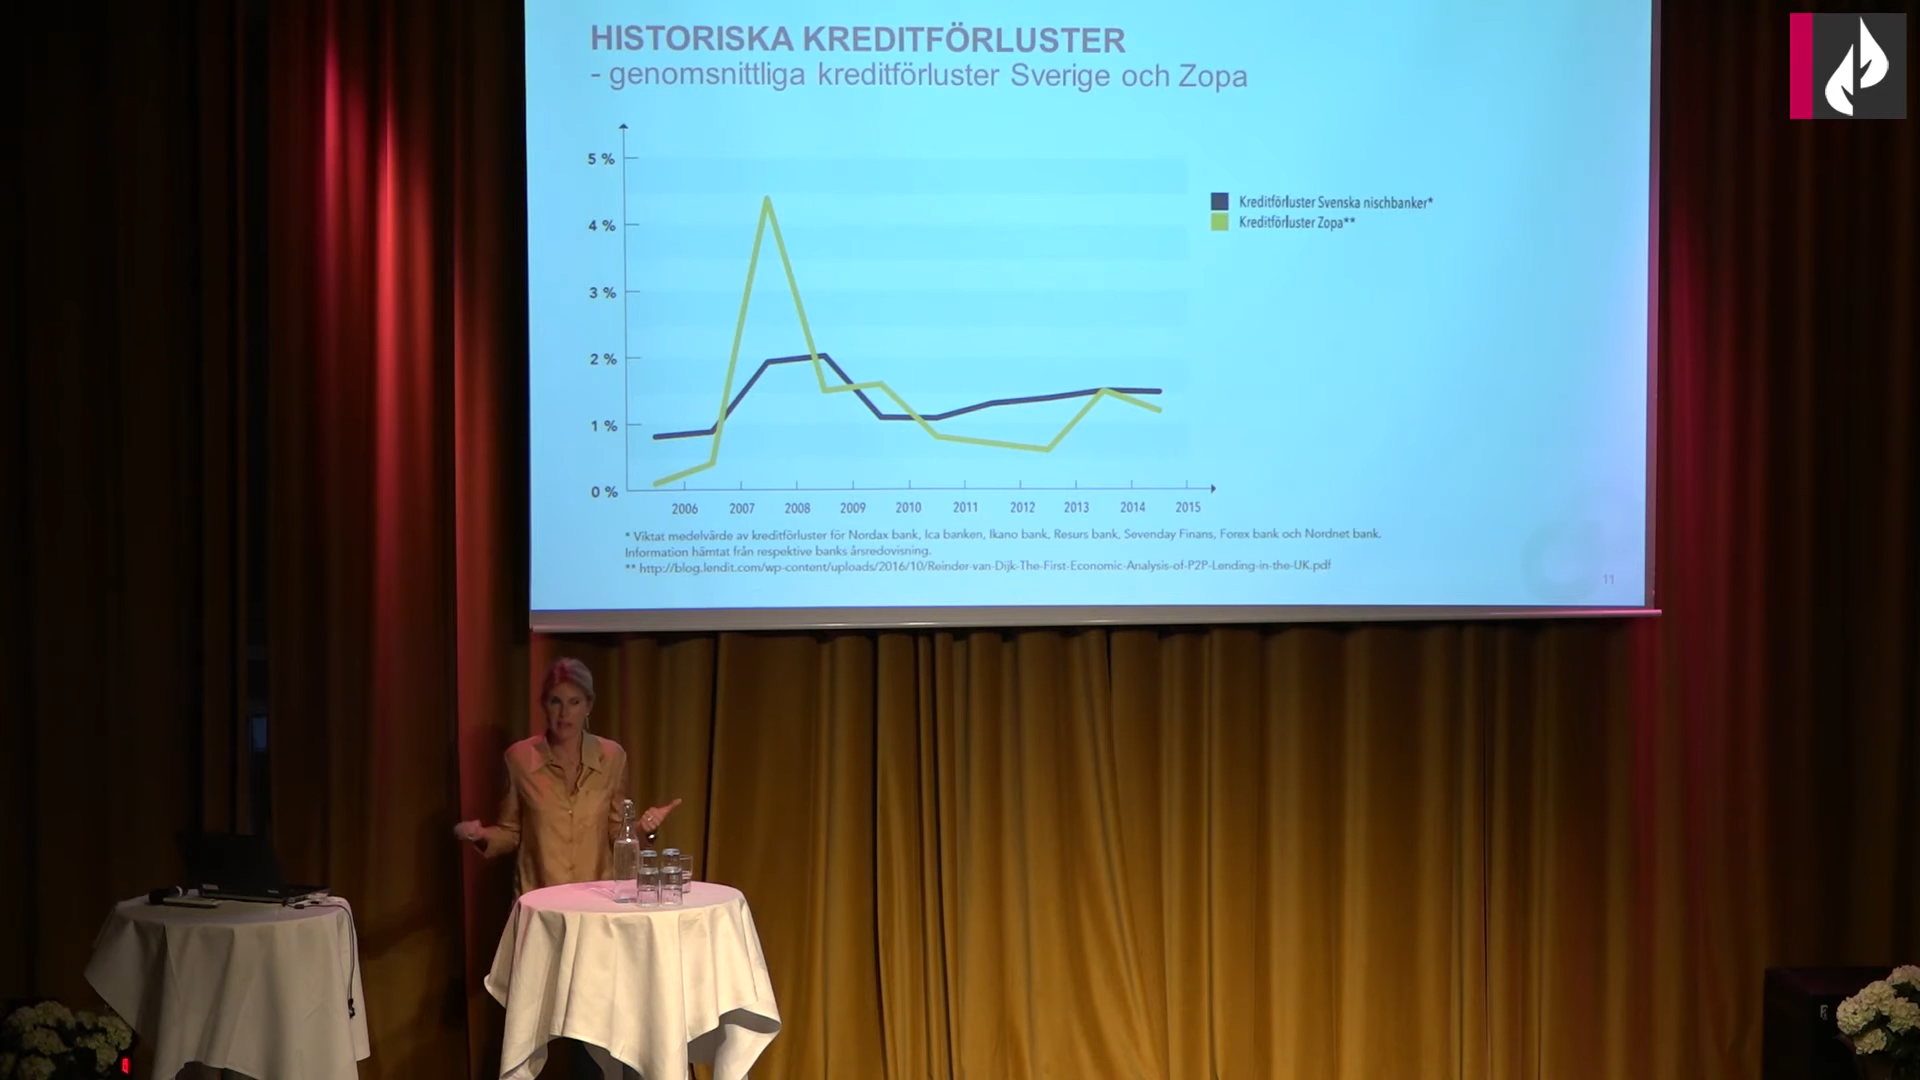 HISTORISKA KREDITFÖRLUSTER
- genomsnittliga kreditförluster Sverige och Zopa
5 %
4 %
3 %
2 %
1 %
0 %
2006 2007 2008 2009 2010 2011 2012 2013 2014 2015
Kreditförluster Svenska nischbanker*
Kreditförluster Zopa**
* Viktat medelvärde av kreditförluster för Nordax bank, Ica banken, Ikano bank, Resurs bank, Sevenday Finans, Forex bank och Nordnet bank.
Information hämtat från respektive banks årsredovisning.
** http://blog.lendit.com/wp-content/uploads/2016/10/Reinder-van-Dijk-The-First-Economic-Analysis-of-P2P-Lending-in-the-UK.pdf
11